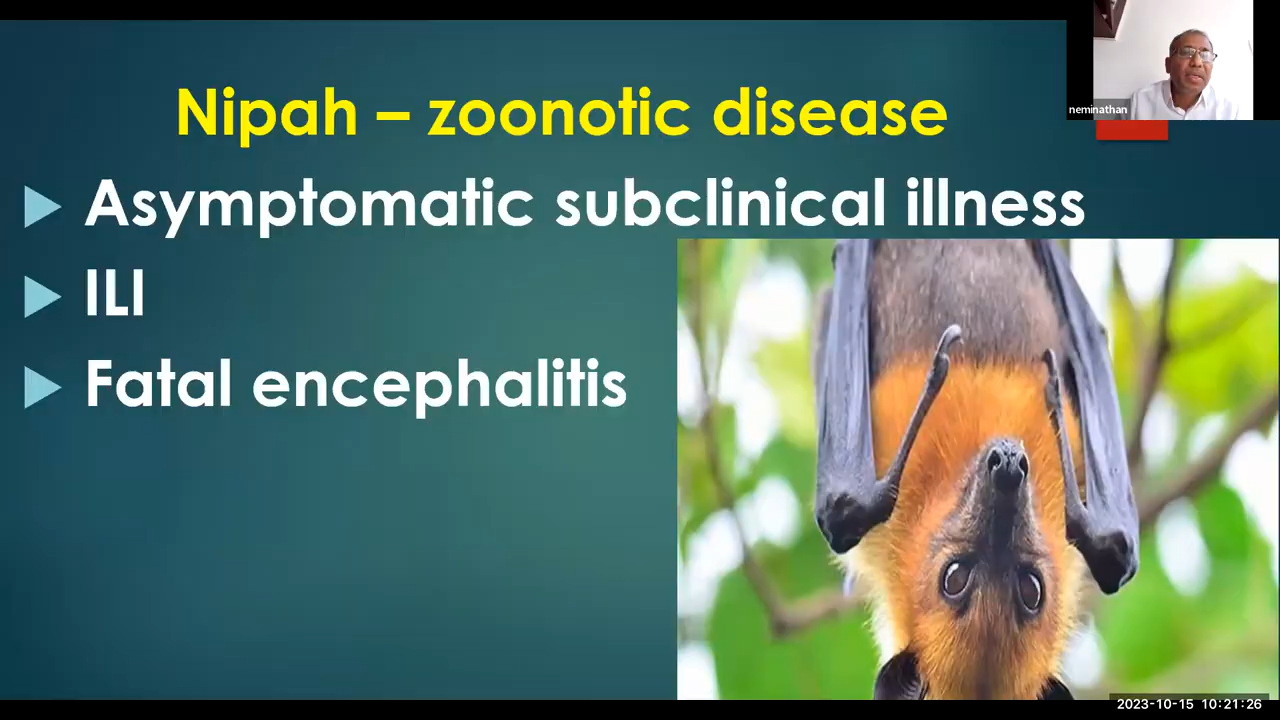 Nipah – zoonotic disease
neminathan
Asymptomatic subclinical illness
ILI
Fatal encephalitis
2023-10-15 10:21:26